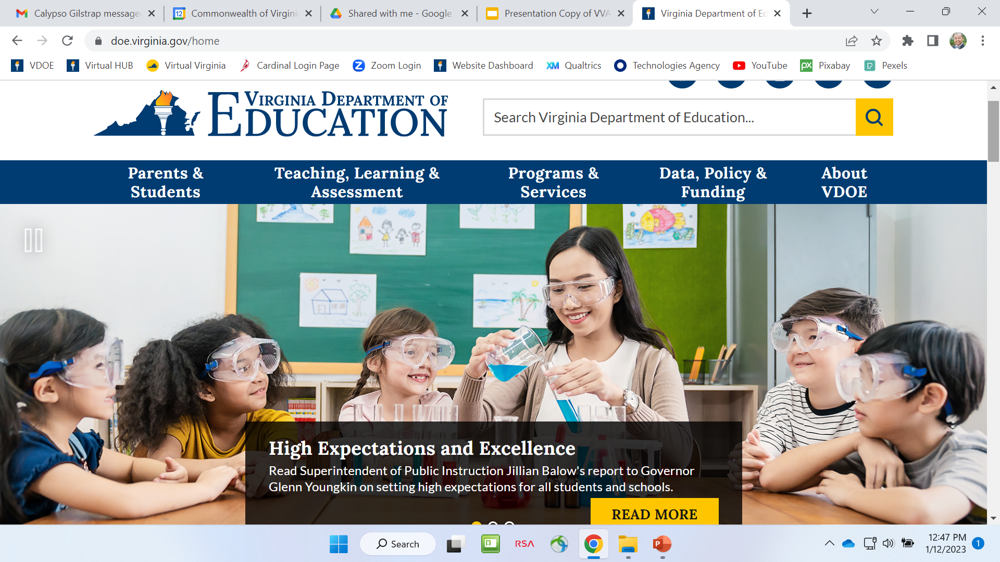 Calypso Gilstrap message
Commonwealth of Virgini
Shared with me - Google
Presentation Copy of VVA
Virginia Department of Ed
doe.virginia.gov/home
VDOE
Virtual HUB
Virtual Virginia
Cardinal Login Page
Zoom Login
Website Dashboard
XM Qualtrics
Technologies Agency
YouTube
px Pixabay
Pexels
VIRGINIA DEPARTMENT OF
EDUCATION
Search Virginia Department of Education...
Parents &
Students
Teaching, Learning &
Assessment
Programs &
Services
Data, Policy &
Funding
About
VDOE
High Expectations and Excellence
Read Superintendent of Public Instruction Jillian Balow's report to Governor
Glenn Youngkin on setting high expectations for all students and schools.
READ MORE
Search
RSA
12:47 PM
1/12/2023
1